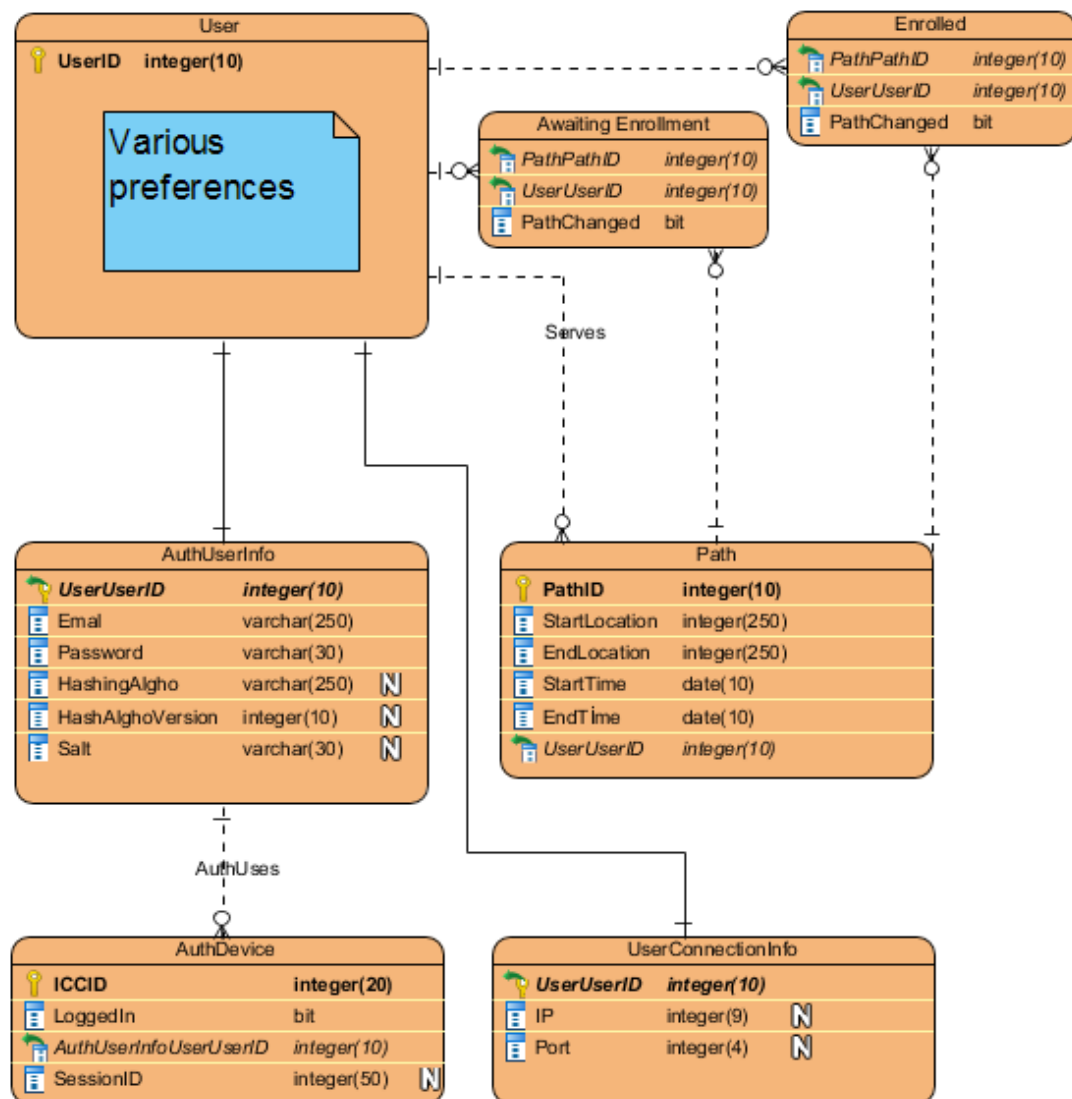 User
UserID integer(10)
Various
preferences
Enrolled
PathPathID integer(10)
UserUserID integer(10)
PathChanged bit
Awaiting Enrollment
PathPathID integer(10)
UserUserID integer(10)
PathChanged bit
Serves
AuthUserInfo
UserUserID integer(10)
Emal varchar(250)
Password varchar(30)
HashingAlgho varchar(250) N
HashAlghoVersion integer(10) N
Salt varchar(30) N
Path
PathID integer(10)
StartLocation integer(250)
EndLocation integer(250)
StartTime date(10)
EndTİme date(10)
UserUserID integer(10)
AuthUses
AuthDevice
ICCID integer(20)
LoggedIn bit
AuthUserInfoUserUserID integer(10)
SessionID integer(50) N
UserConnectionInfo
UserUserID integer(10)
IP integer(9) N
Port integer(4) N